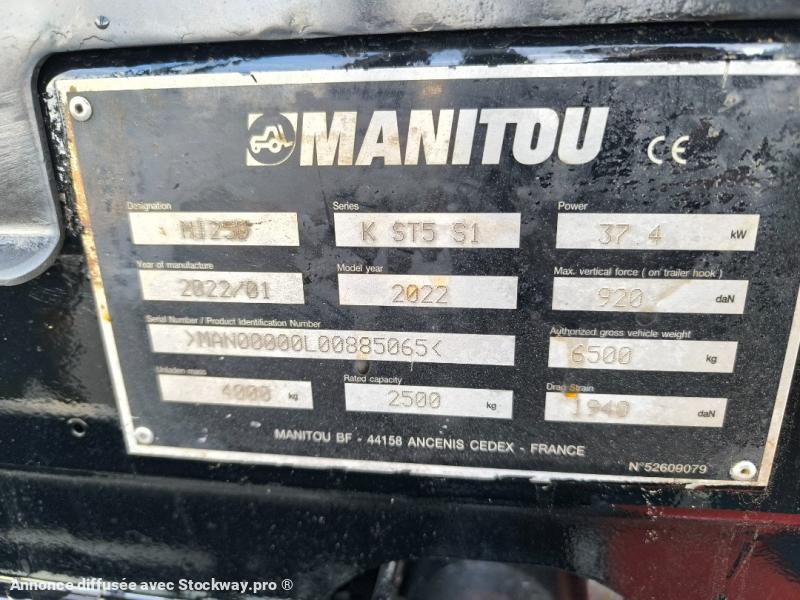 MANITOU CE
Designation Series Power
K ST5 S1 37.4 kW
Year of manufacture Model year Max. vertical force ( on trailer hook )
2022/01 2022 920 daN
Serial Number / Product Identification Number Authorized gross vehicle weight
>MAN00000L00885065< 6500 kg
Unladen mass Rated capacity Drag Strain
4000 kg 2500 kg 1940 daN
MANITOU BF - 44158 ANCENIS CEDEX - FRANCE
N°52609079
Annonce diffusée avec Stockway.pro ®